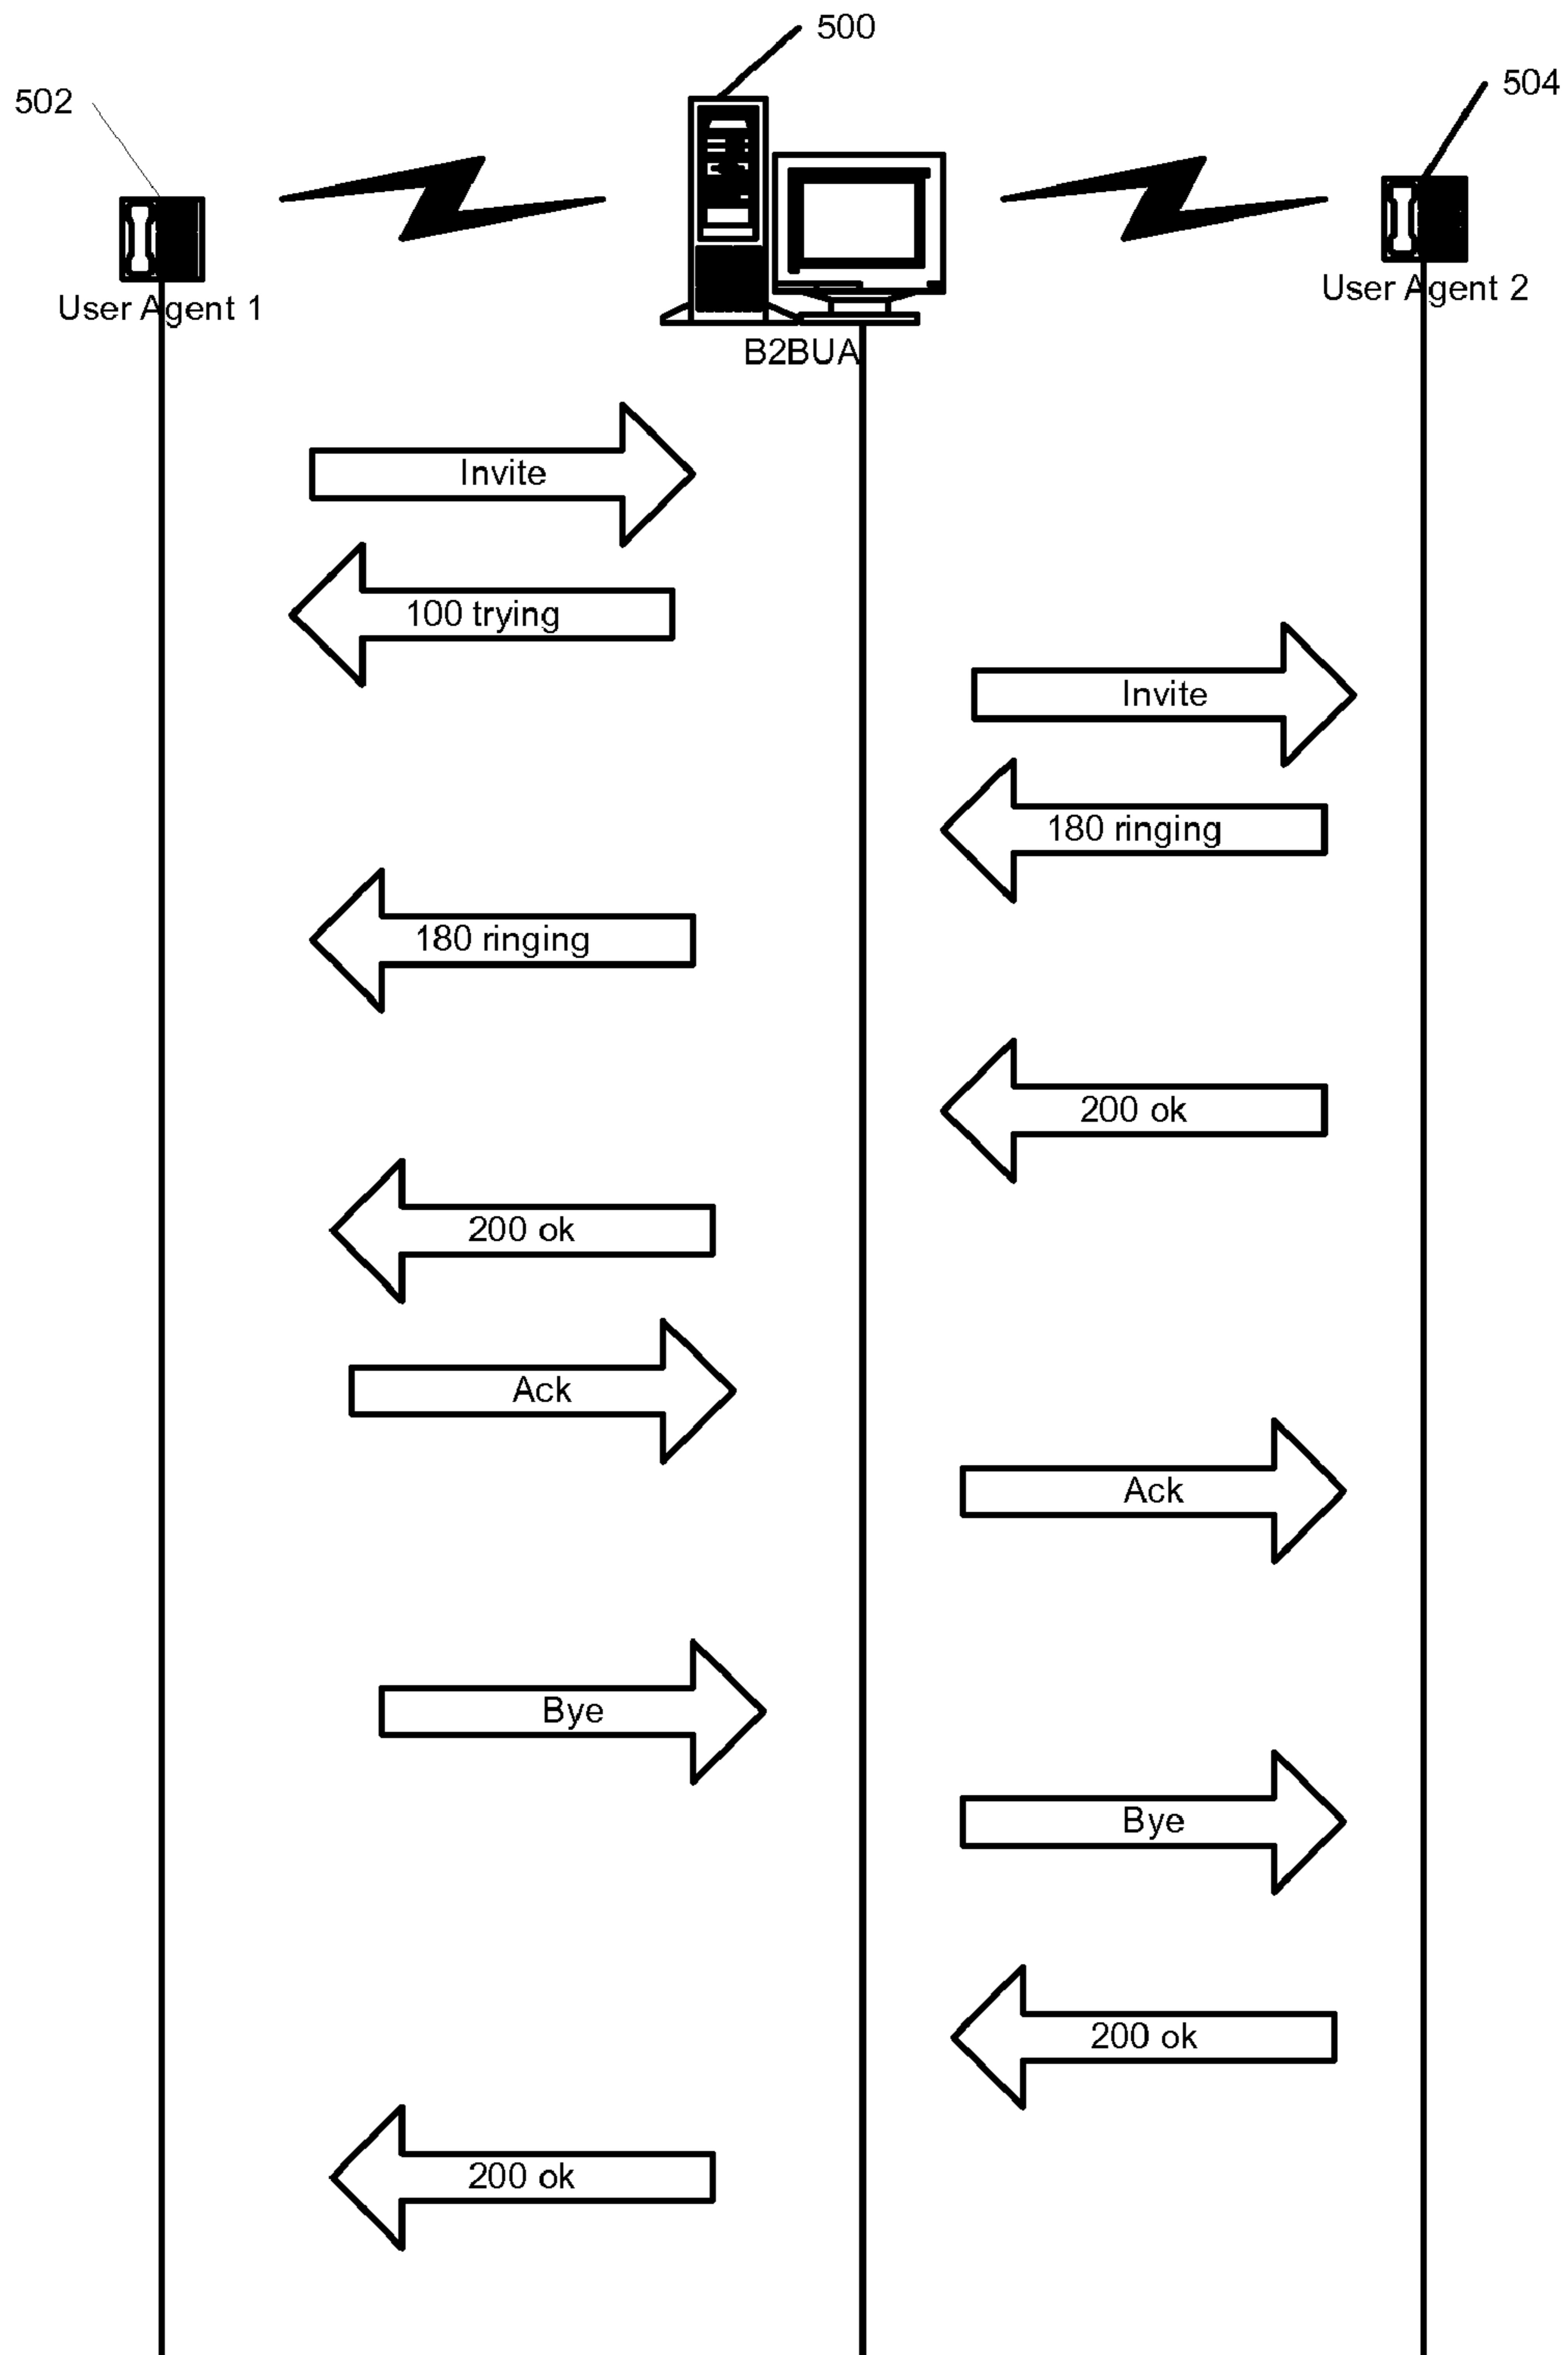 500
502
504
User Agent 1
User Agent 2
B2BUA
Invite
100 trying
Invite
180 ringing
180 ringing
200 ok
200 ok
Ack
Ack
Bye
Bye
200 ok
200 ok